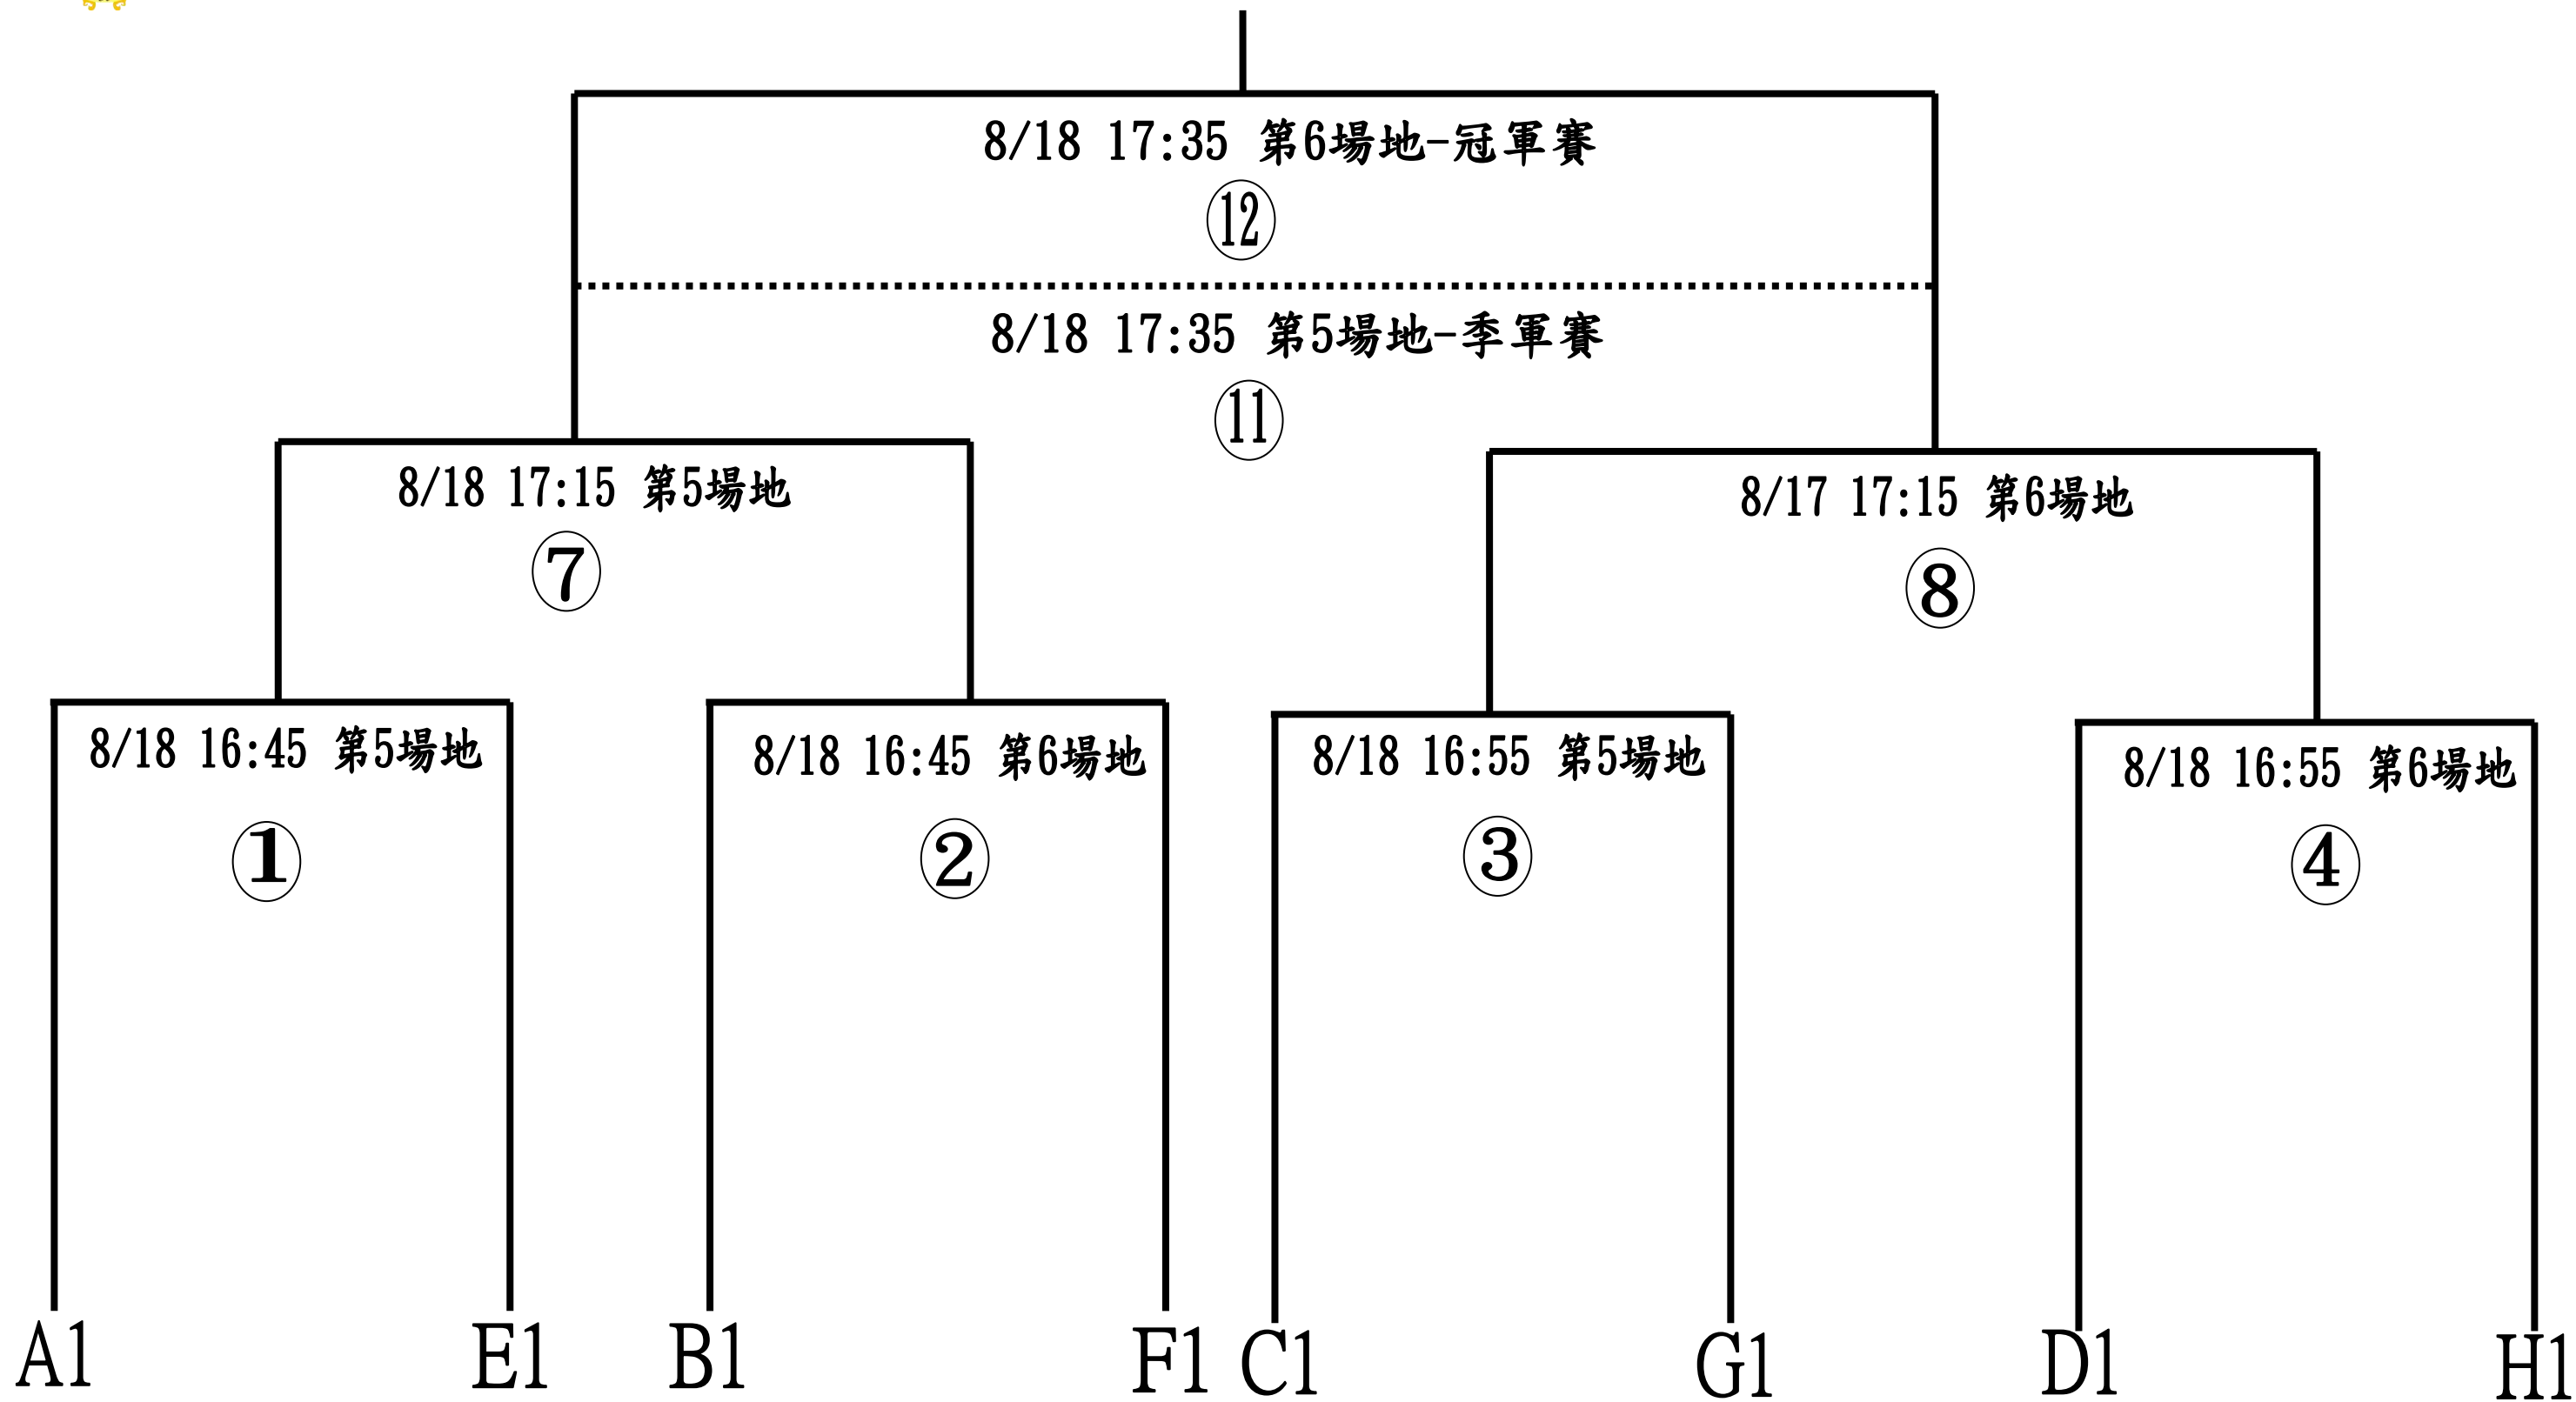 8/18 17:35 第6場地-冠軍賽
12
8/18 17:35 第5場地-季軍賽
11
8/18 17:15 第5場地
7
8/17 17:15 第6場地
8
8/18 16:45 第5場地
1
8/18 16:45 第6場地
2
8/18 16:55 第5場地
3
8/18 16:55 第6場地
4
A1 E1 B1 F1 C1 G1 D1 H1